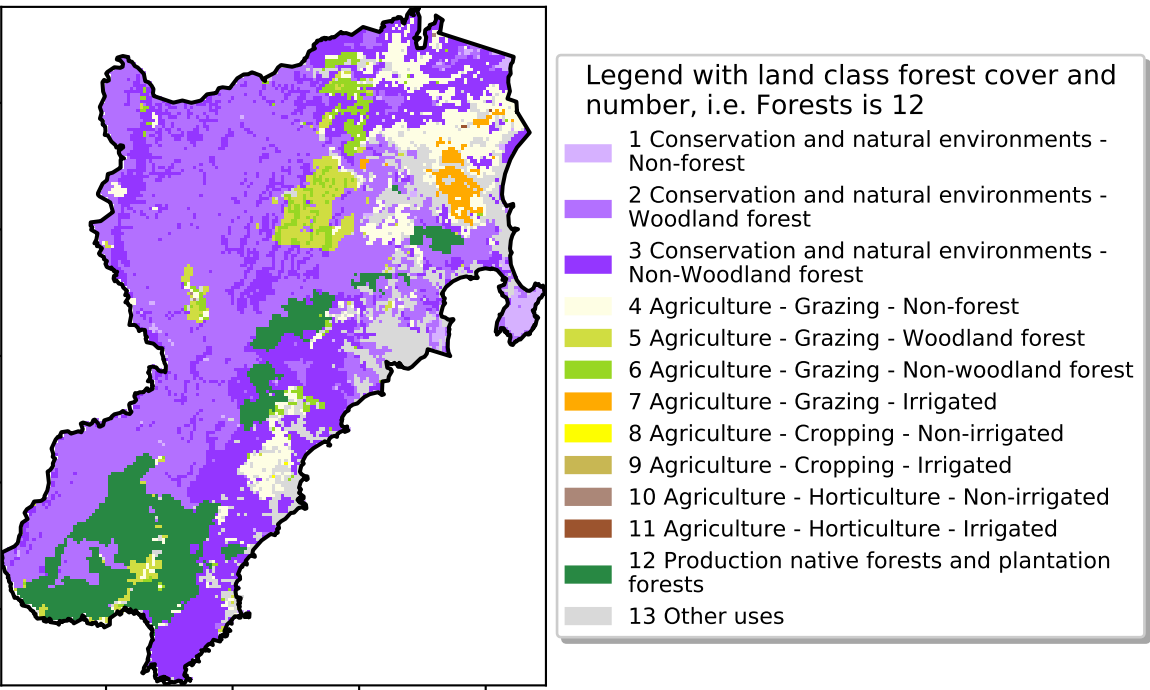 Legend with land class forest cover and
number, i.e. Forests is 12
1 Conservation and natural environments -
Non-forest
2 Conservation and natural environments -
Woodland forest
3 Conservation and natural environments -
Non-Woodland forest
4 Agriculture - Grazing - Non-forest
5 Agriculture - Grazing - Woodland forest
6 Agriculture - Grazing - Non-woodland forest
7 Agriculture - Grazing - Irrigated
8 Agriculture - Cropping - Non-irrigated
9 Agriculture - Cropping - Irrigated
10 Agriculture - Horticulture - Non-irrigated
11 Agriculture - Horticulture - Irrigated
12 Production native forests and plantation
forests
13 Other uses